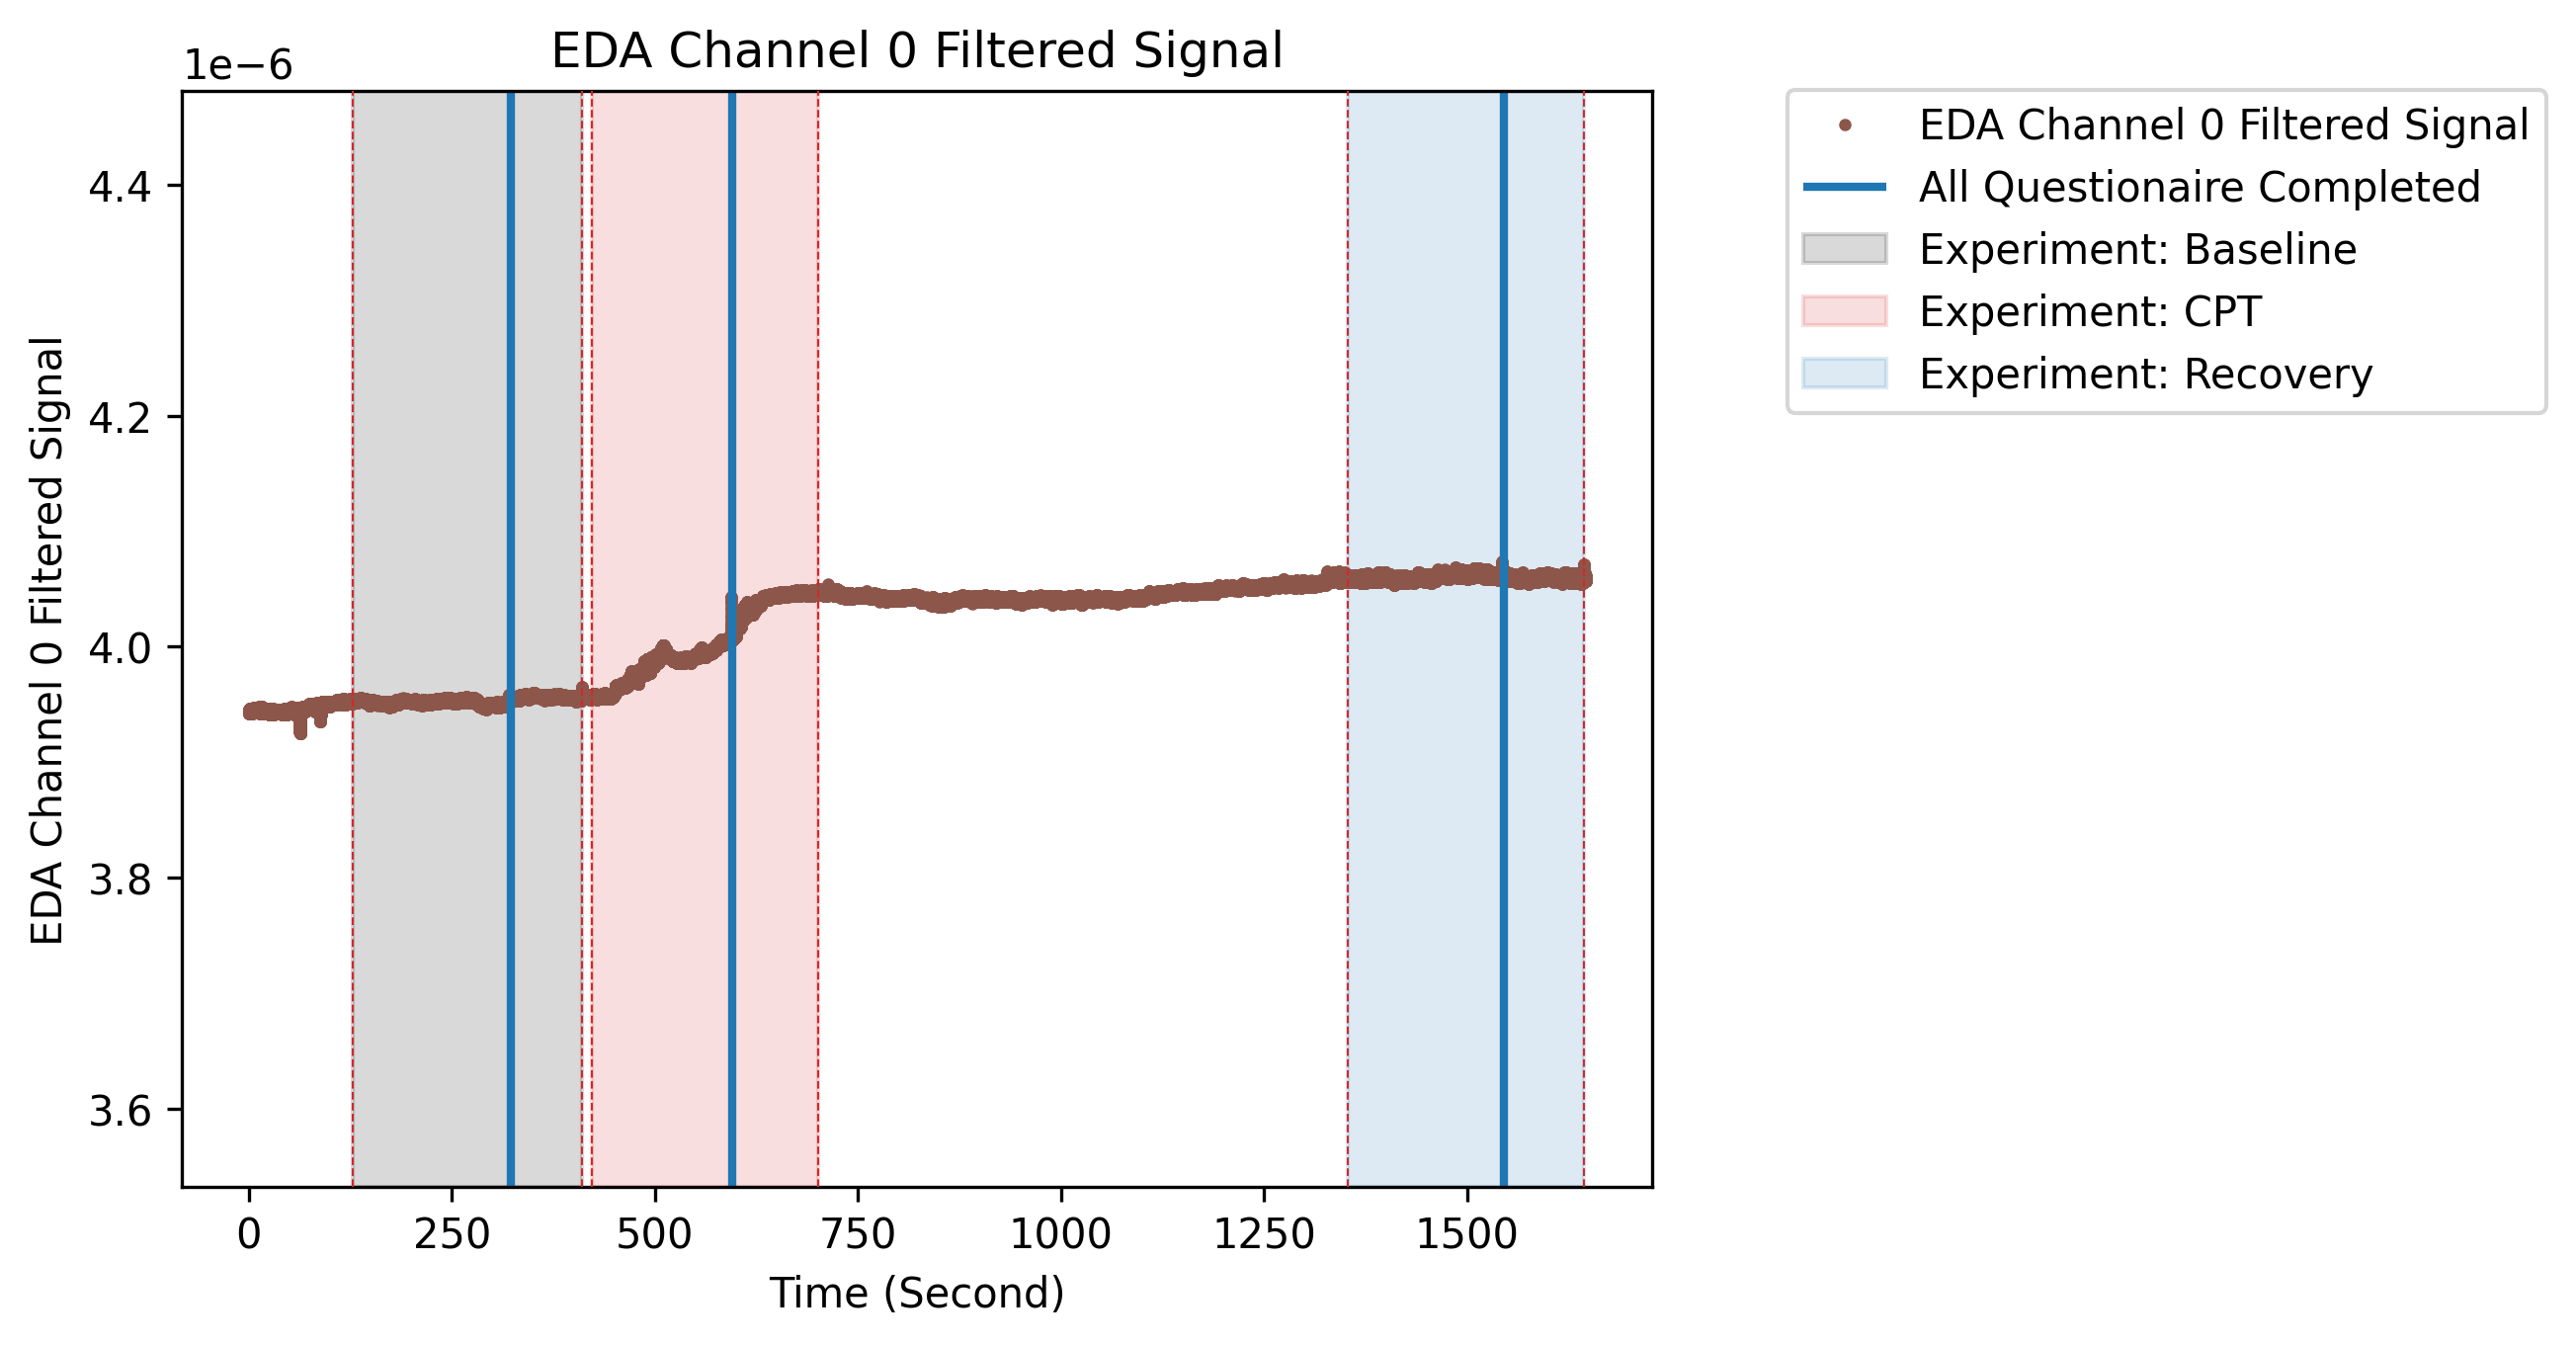 EDA Channel 0 Filtered Signal
1e−6
4.4
4.2
4.0
3.8
3.6
EDA Channel 0 Filtered Signal
0 250 500 750 1000 1250 1500
Time (Second)
EDA Channel 0 Filtered Signal
All Questionaire Completed
Experiment: Baseline
Experiment: CPT
Experiment: Recovery